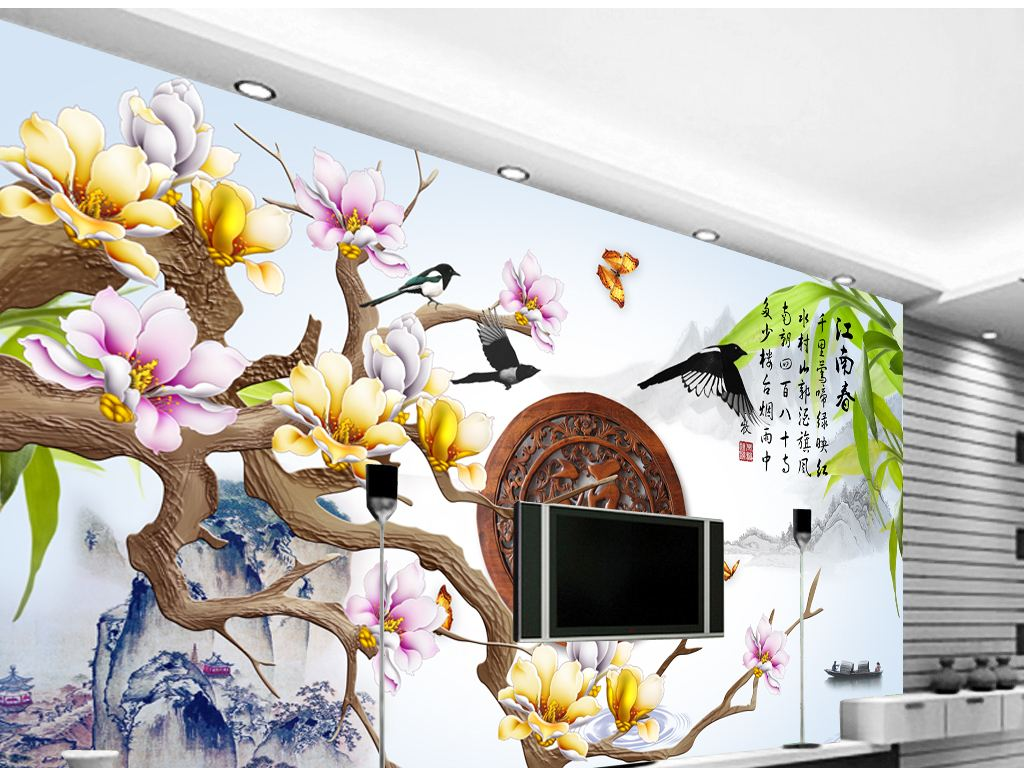 江南春
千里莺啼绿映红
水村山郭酒旗风
南朝四百八十寺
多少楼台烟雨中